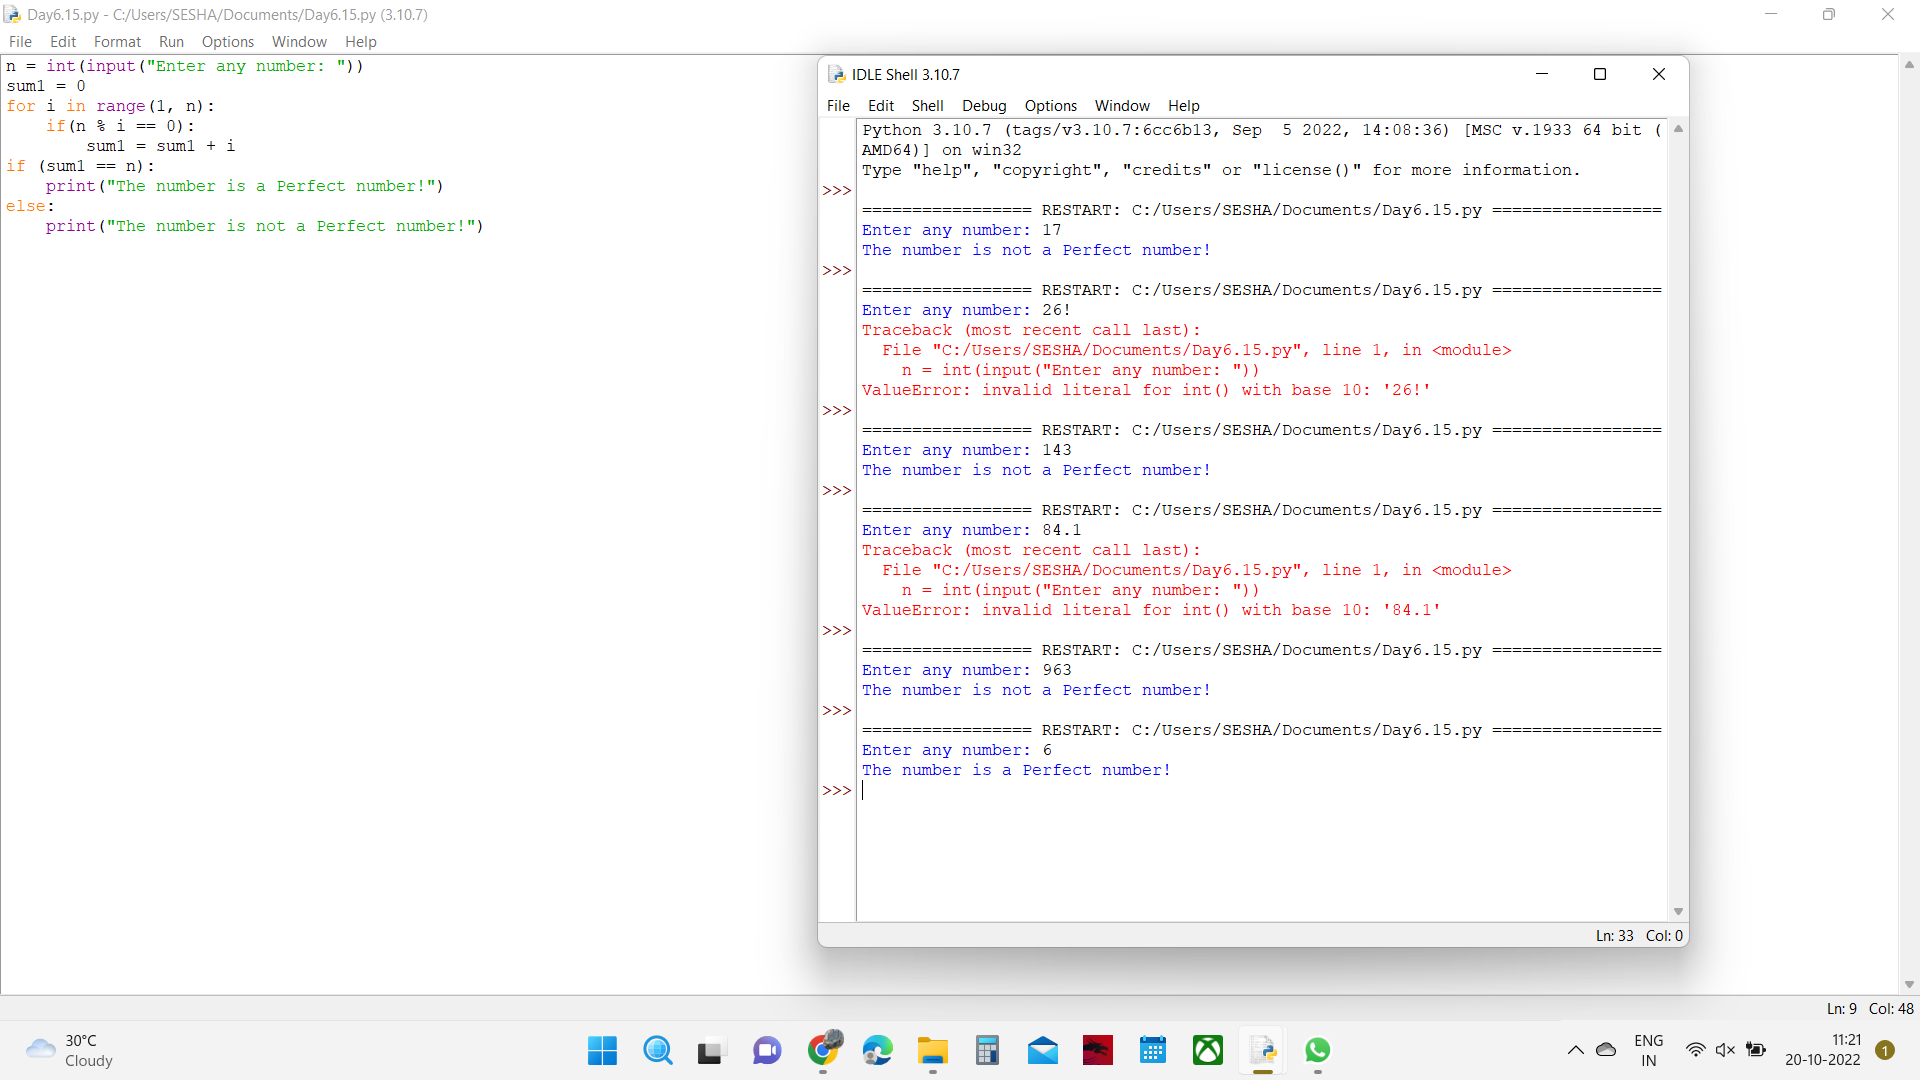 Day6.15.py - C:/Users/SESHA/Documents/Day6.15.py (3.10.7)
File Edit Format Run Options Window Help
n = int(input("Enter any number: "))
sum1 = 0
for i in range(1, n):
    if(n % i == 0):
        sum1 = sum1 + i
if (sum1 == n):
    print("The number is a Perfect number!")
else:
    print("The number is not a Perfect number!")
IDLE Shell 3.10.7
File Edit Shell Debug Options Window Help
Python 3.10.7 (tags/v3.10.7:6cc6b13, Sep  5 2022, 14:08:36) [MSC v.1933 64 bit (
AMD64)] on win32
Type "help", "copyright", "credits" or "license()" for more information.
>>>
================= RESTART: C:/Users/SESHA/Documents/Day6.15.py =================
Enter any number: 17
The number is not a Perfect number!
>>>
================= RESTART: C:/Users/SESHA/Documents/Day6.15.py =================
Enter any number: 26!
Traceback (most recent call last):
  File "C:/Users/SESHA/Documents/Day6.15.py", line 1, in <module>
    n = int(input("Enter any number: "))
ValueError: invalid literal for int() with base 10: '26!'
>>>
================= RESTART: C:/Users/SESHA/Documents/Day6.15.py =================
Enter any number: 143
The number is not a Perfect number!
>>>
================= RESTART: C:/Users/SESHA/Documents/Day6.15.py =================
Enter any number: 84.1
Traceback (most recent call last):
  File "C:/Users/SESHA/Documents/Day6.15.py", line 1, in <module>
    n = int(input("Enter any number: "))
ValueError: invalid literal for int() with base 10: '84.1'
>>>
================= RESTART: C:/Users/SESHA/Documents/Day6.15.py =================
Enter any number: 963
The number is not a Perfect number!
>>>
================= RESTART: C:/Users/SESHA/Documents/Day6.15.py =================
Enter any number: 6
The number is a Perfect number!
>>>
Ln: 33 Col: 0
Ln: 9 Col: 48
30°C
Cloudy
ENG
IN
11:21
20-10-2022
1